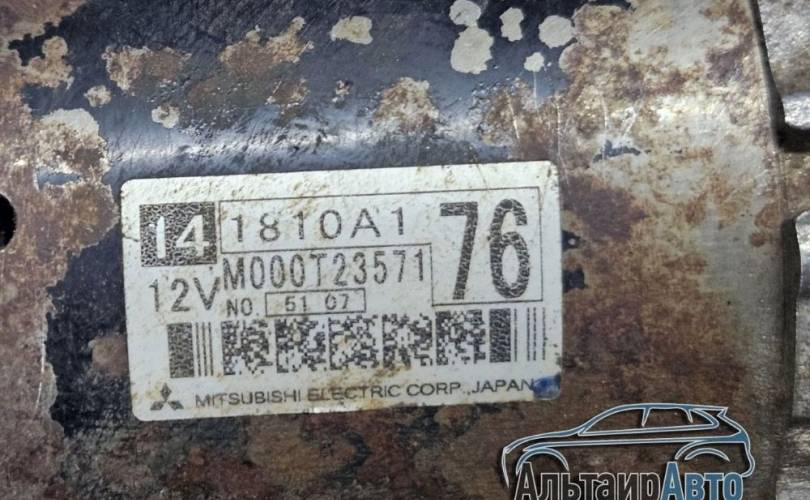 14 1810A1 76
12V M000T23571
NO. 51 07
MITSUBISHI ELECTRIC CORP., JAPAN
АльтаирАвто